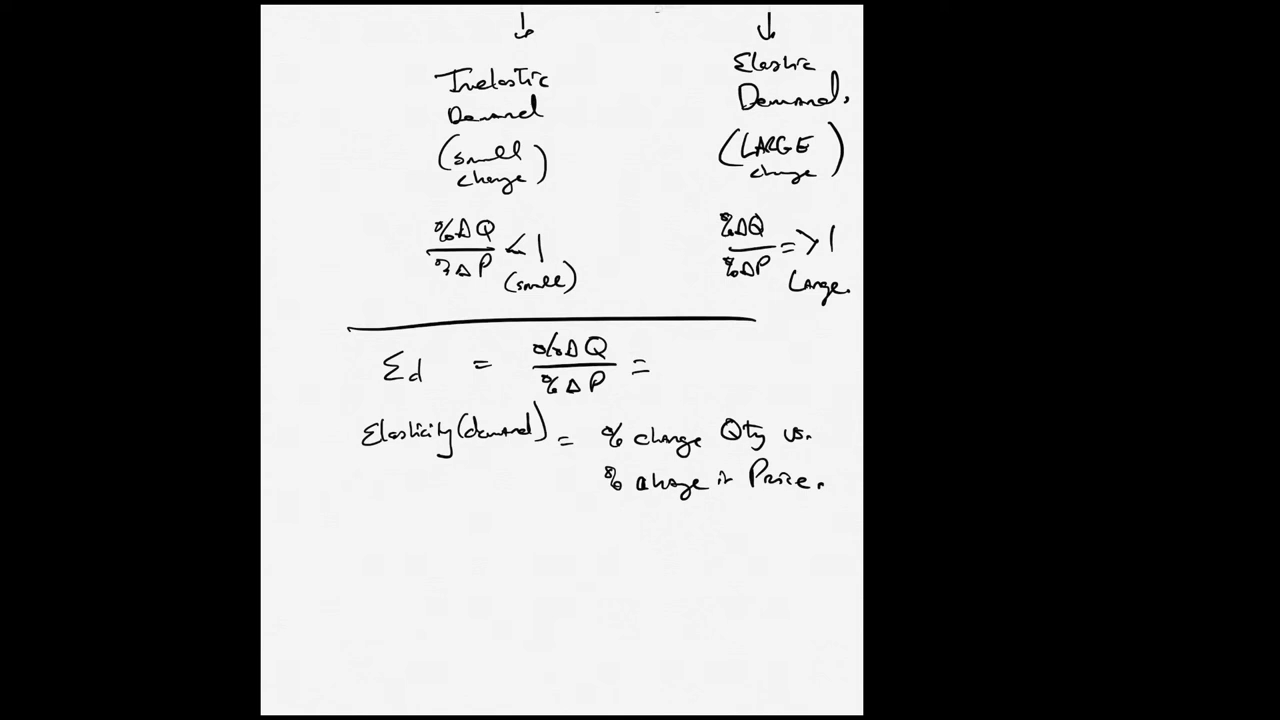 ↓
Inelastic
Demand
(small
change)
%ΔQ
%ΔP < 1
(small)
↓
Elastic
Demand.
(LARGE
change)
%ΔQ
%ΔP = > 1
Large.
Σd = %ΔQ
%ΔP =
Elasticity (demand) = % change Qty vs.
% change in Price.